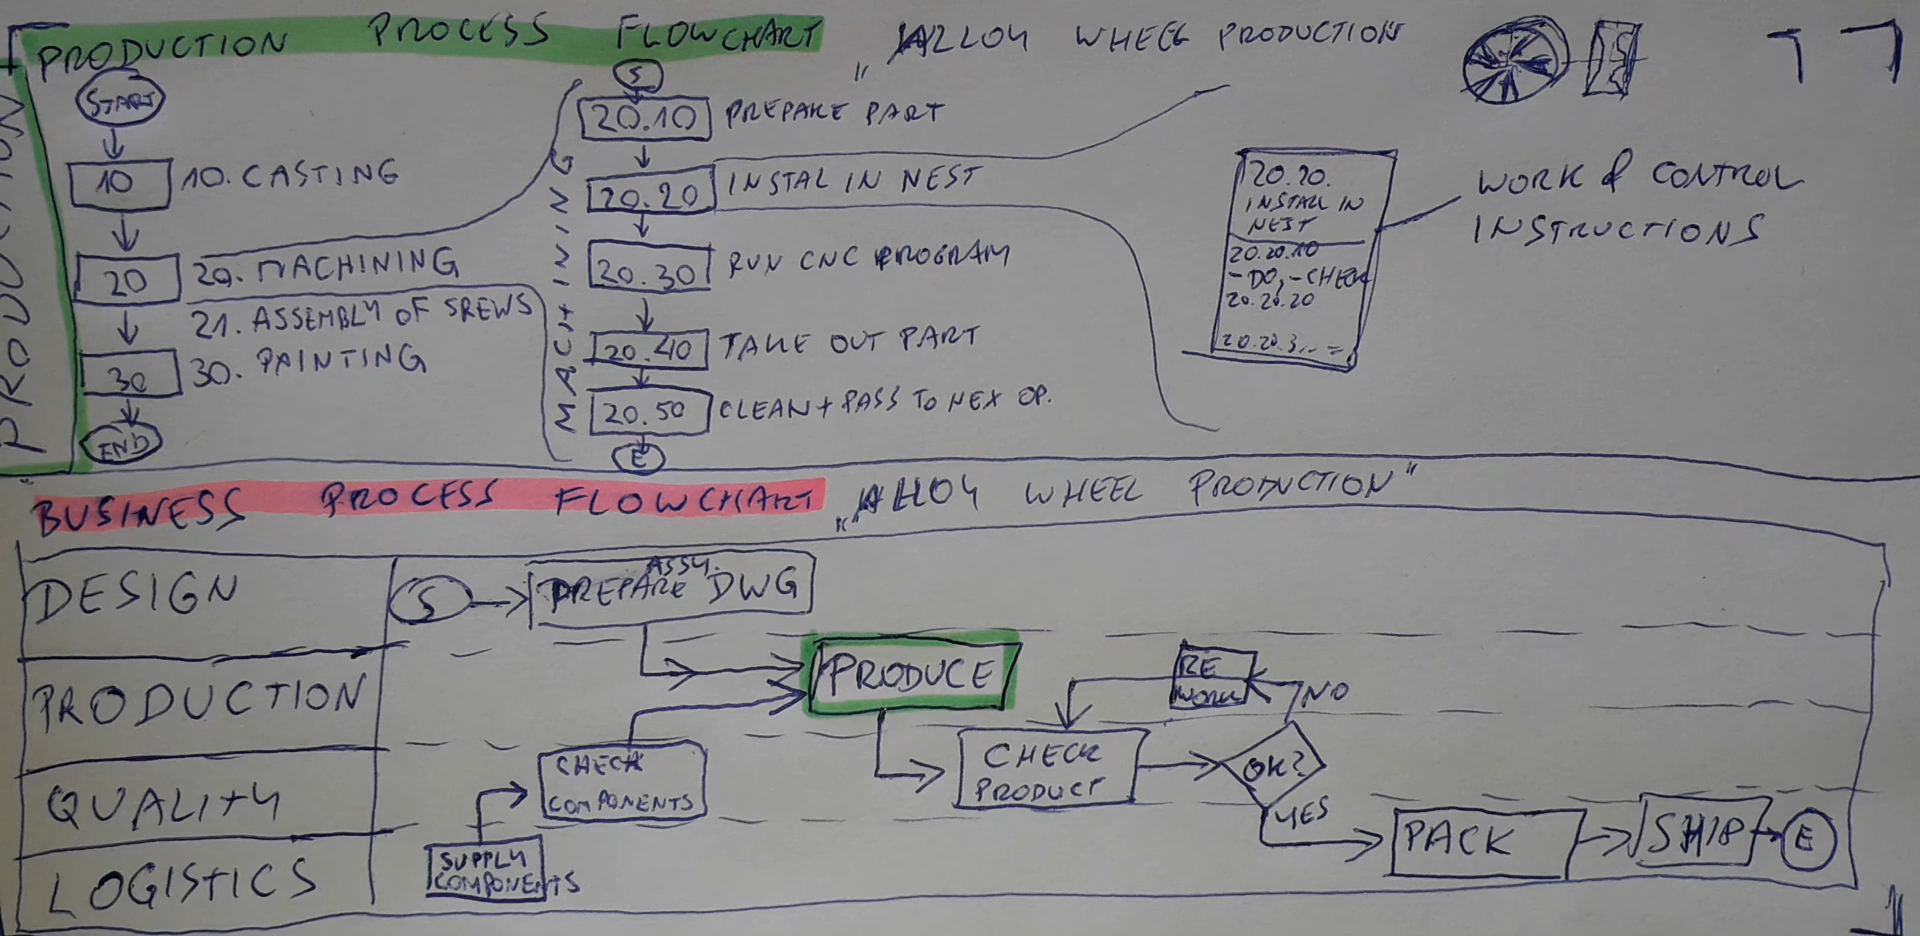 PRODUCTION PROCESS FLOWCHART "ALLOY WHEEL PRODUCTION
PRODUCTION
START
10
10. CASTING
20
20. MACHINING
21. ASSEMBLY OF SREWS
30
30. PAINTING
END
MACHINING
S
20.10 PREPARE PART
20.20 INSTAL IN NEST
20.30 RUN CNC PROGRAM
20.40 TAKE OUT PART
20.50 CLEAN + PASS TO NEX OP.
E
20.20.
INSTALL IN
NEST
20.20.10
-DO, -CHECK
20.20.20
20.20.3...
WORK & CONTROL
INSTRUCTIONS
BUSINESS PROCESS FLOWCHART "ALLOY WHEEL PRODUCTION"
DESIGN
S
ASSY.
PREPARE DWG
PRODUCTION
PRODUCE
RE
WORK
NO
QUALITY
CHECK
COMPONENTS
CHECK
PRODUCT
OK?
YES
LOGISTICS
SUPPLY
COMPONENTS
PACK
SHIP
E